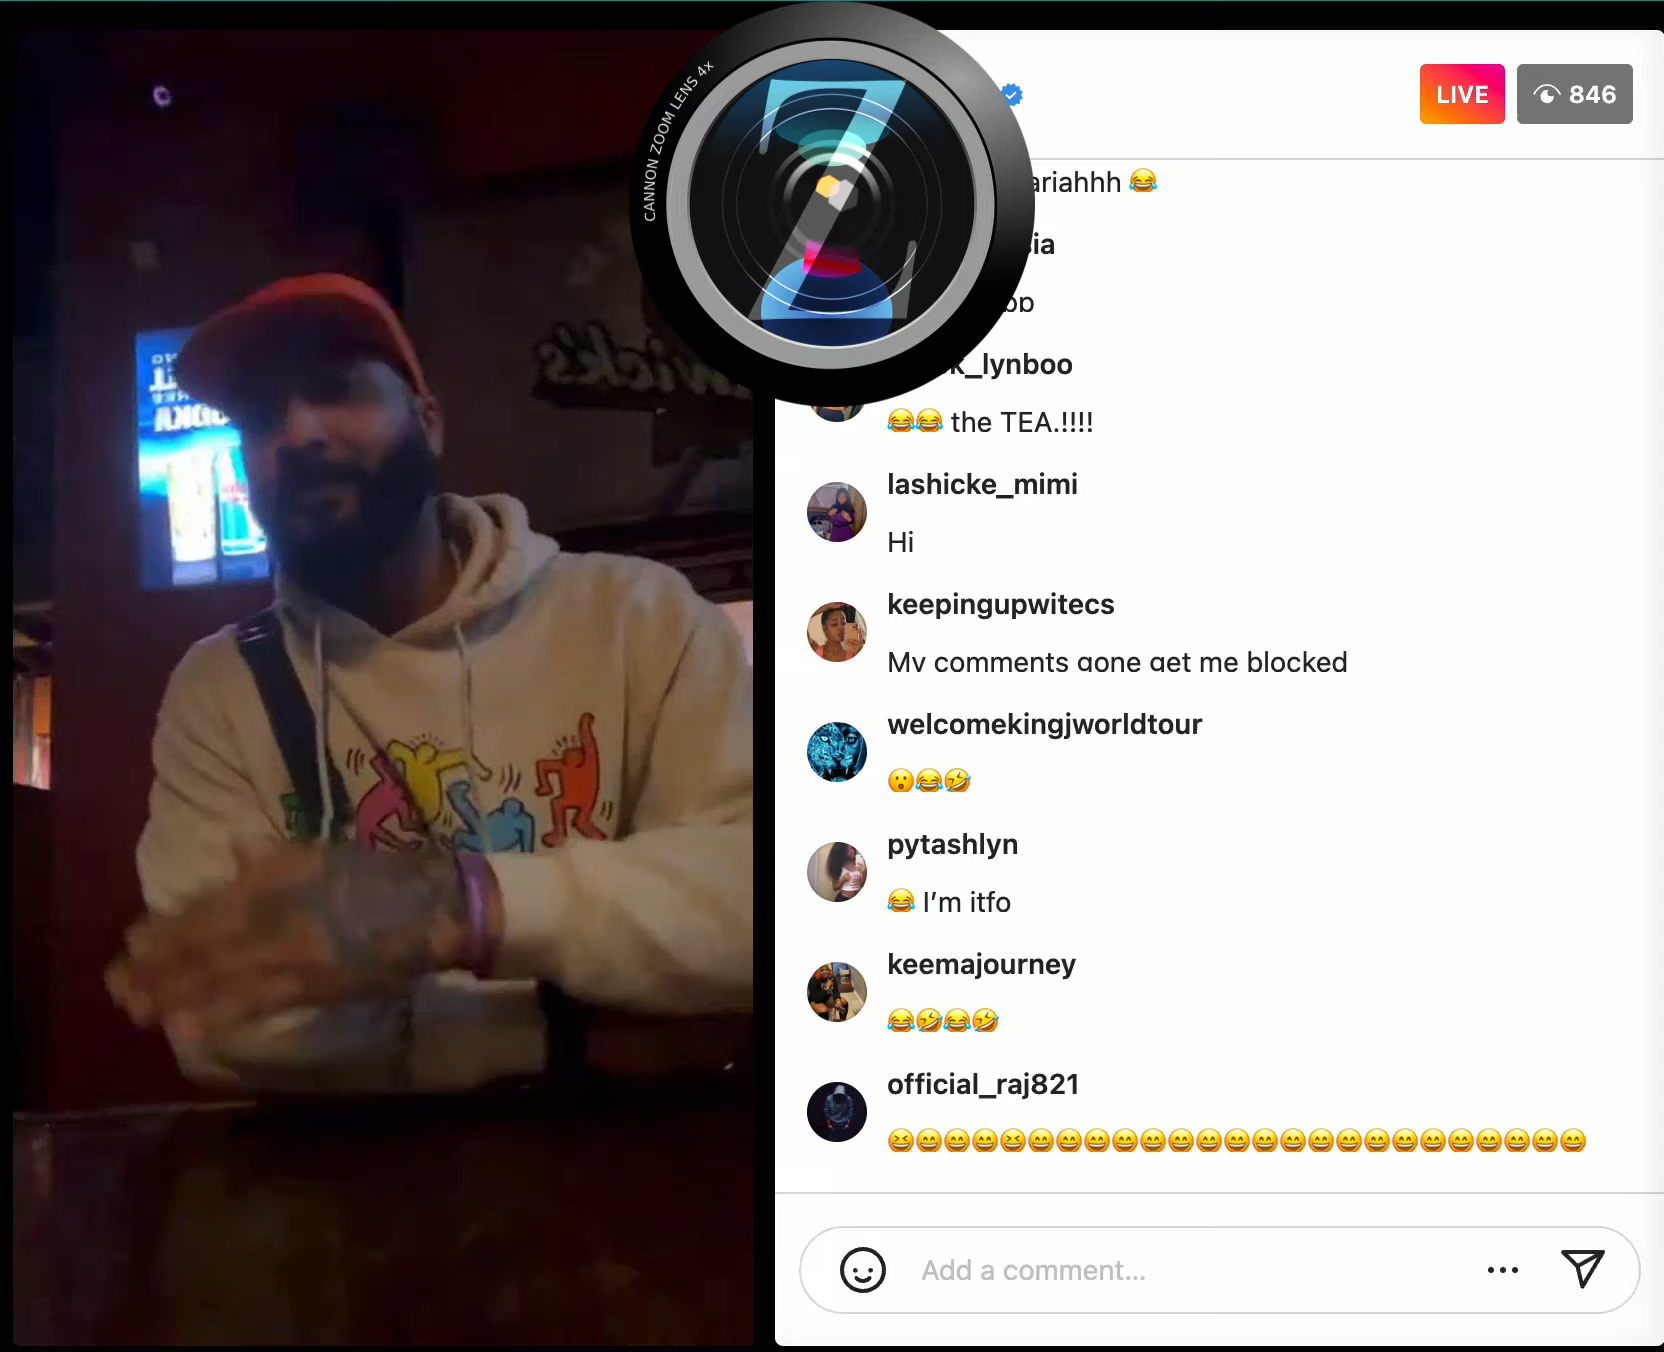 CANNON ZOOM LENS 4x
Z
LIVE
846
ariahhh 😂
sia
k_lynboo
😂😂 the TEA.!!!!
lashicke_mimi
Hi
keepingupwitecs
My comments gone get me blocked
welcomekingjworldtour
😮😂🤣
pytashlyn
😂 I’m itfo
keemajourney
😂🤣😂🤣
official_raj821
😆😄😄😄😆😄😄😄😄😄😄😄😄😄😄😄😄😄😄😄😄😄😄😄😄
Add a comment...